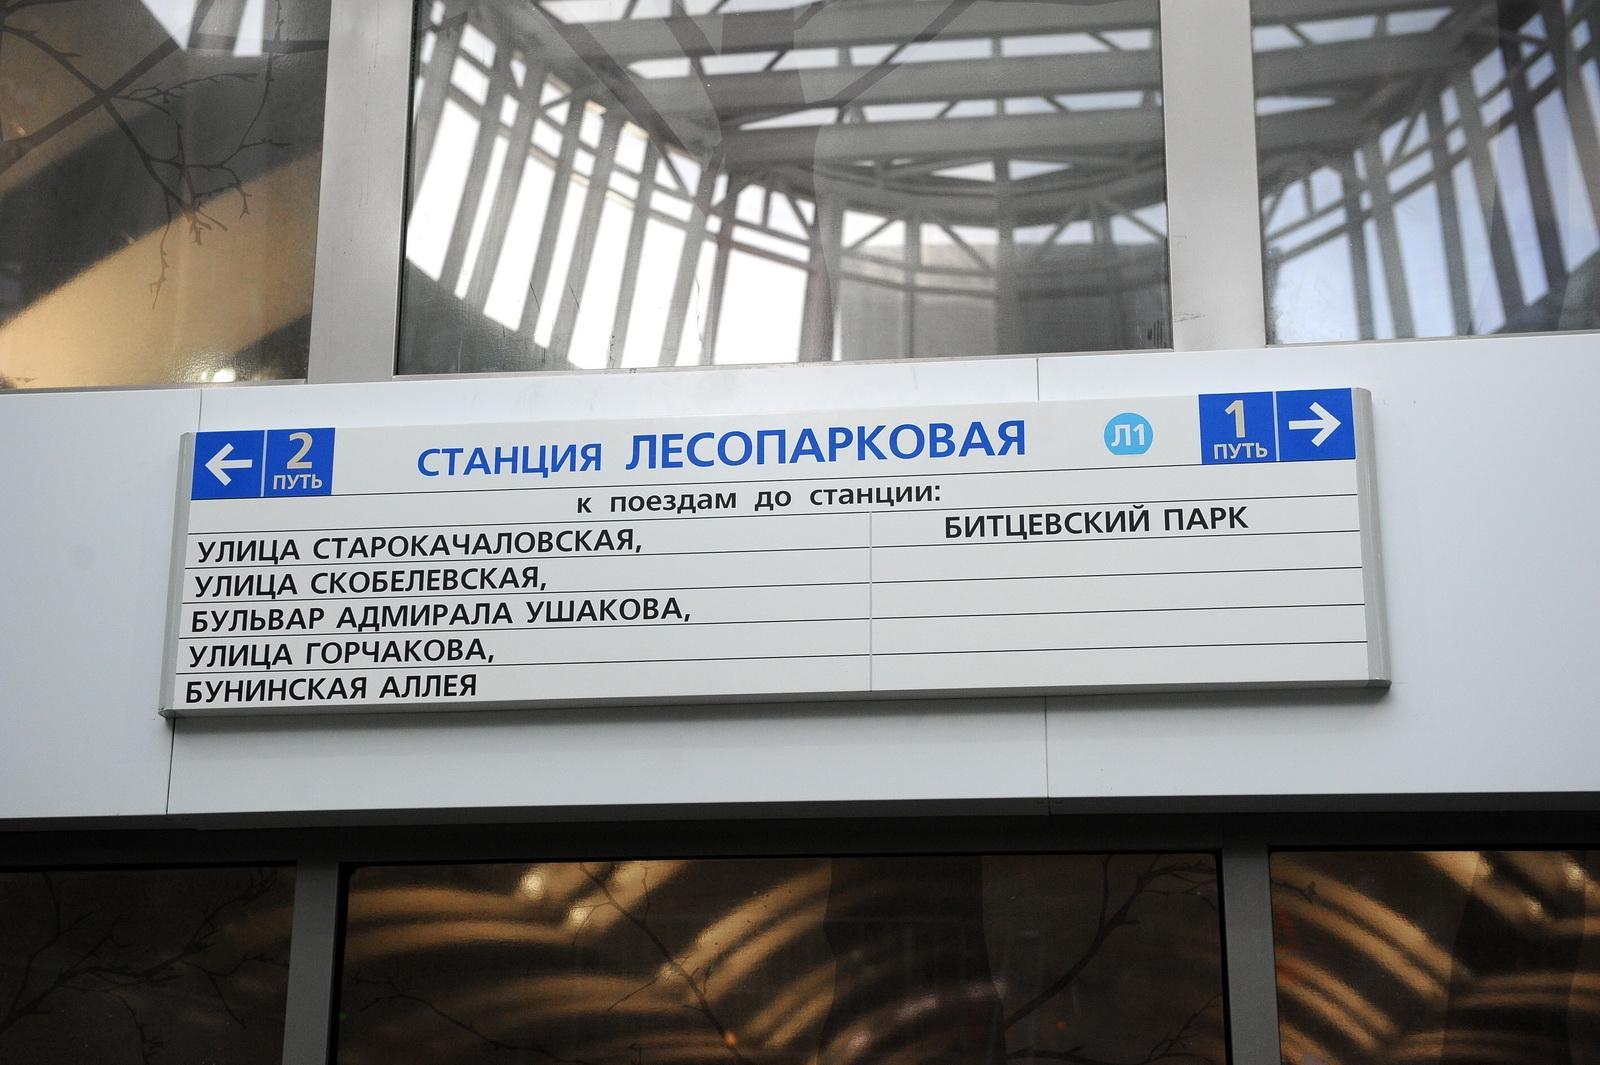 2 ПУТЬ СТАНЦИЯ ЛЕСОПАРКОВАЯ Л1 1 ПУТЬ
к поездам до станции:
УЛИЦА СТАРОКАЧАЛОВСКАЯ,
УЛИЦА СКОБЕЛЕВСКАЯ,
БУЛЬВАР АДМИРАЛА УШАКОВА,
УЛИЦА ГОРЧАКОВА,
БУНИНСКАЯ АЛЛЕЯ
БИТЦЕВСКИЙ ПАРК